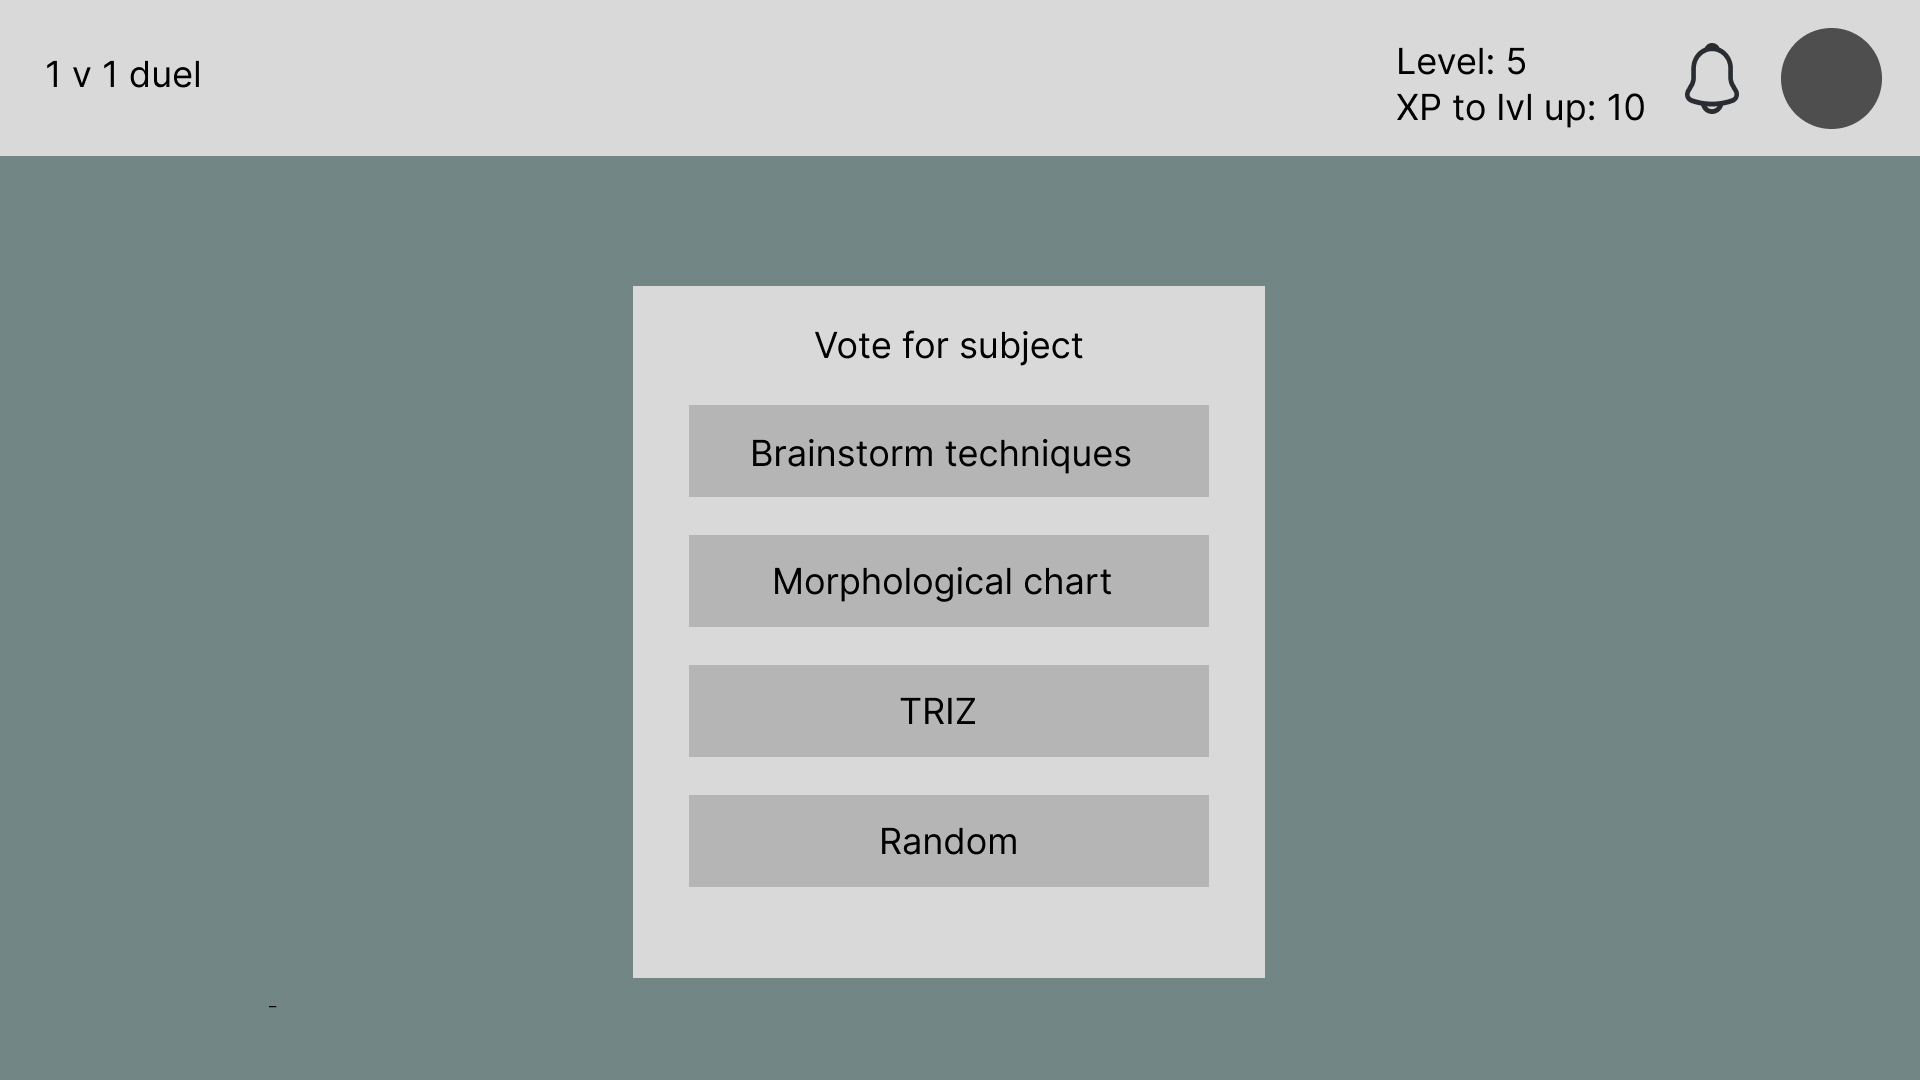 1 v 1 duel
Level: 5
XP to lvl up: 10
Vote for subject
Brainstorm techniques
Morphological chart
TRIZ
Random
-